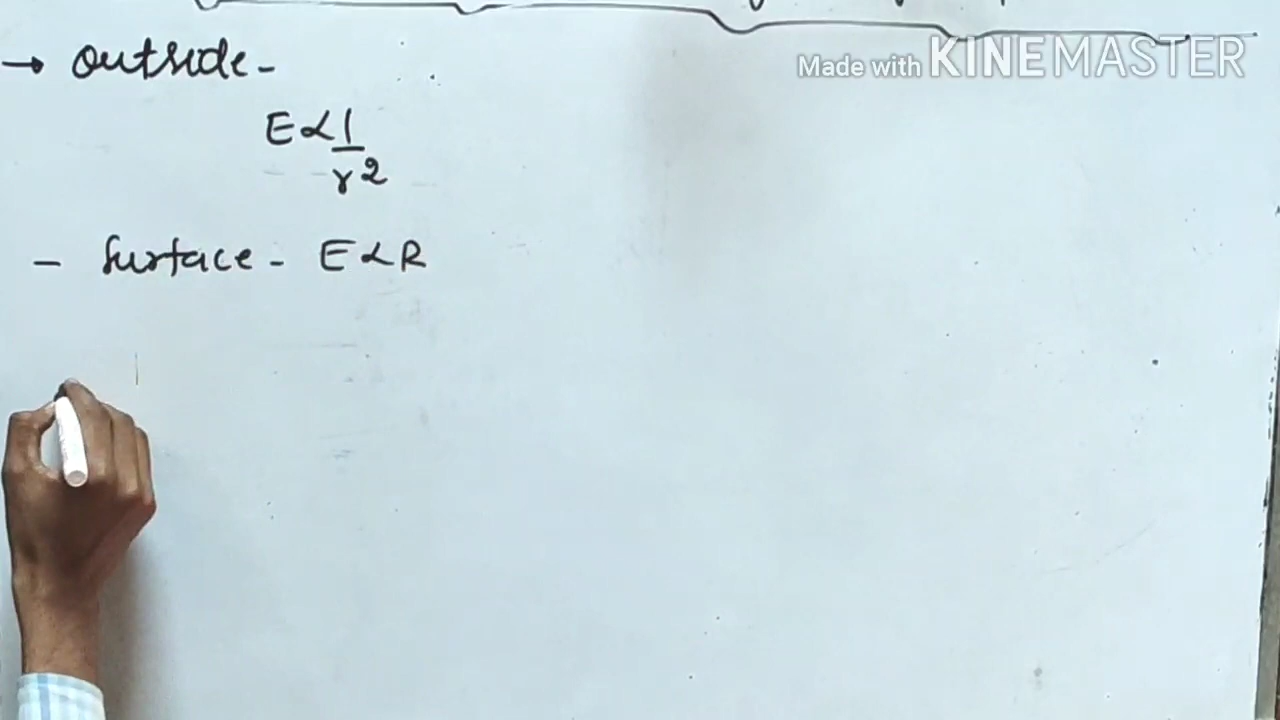 Made with KINEMASTER
→ outside -
E ∝ 1/r²
- Surface - E ∝ R